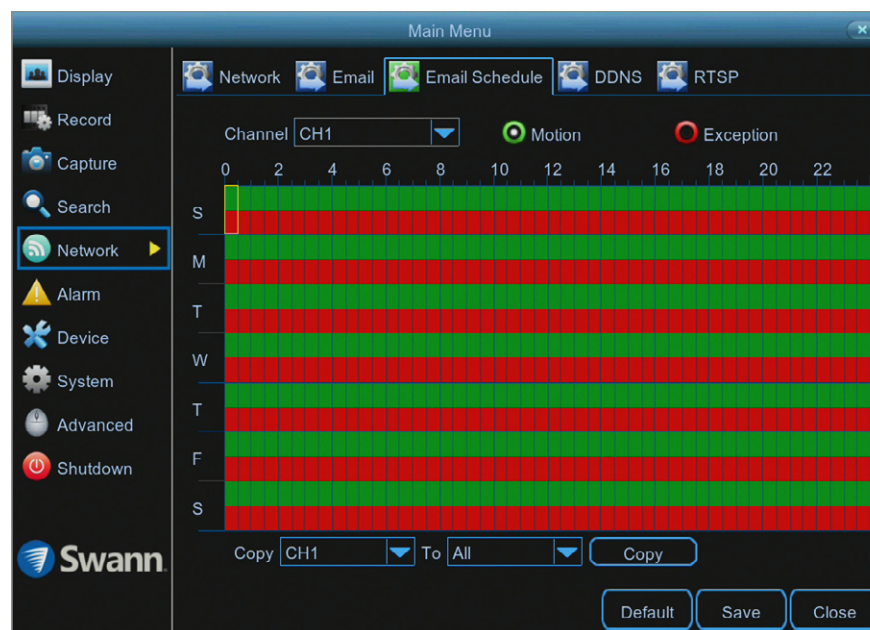 Main Menu
Display
Record
Capture
Search
Network
Alarm
Device
System
Advanced
Shutdown
Swann
Network Email Email Schedule DDNS RTSP
Channel CH1 Motion Exception
0 2 4 6 8 10 12 14 16 18 20 22
S
M
T
W
T
F
S
Copy CH1 To All Copy
Default Save Close